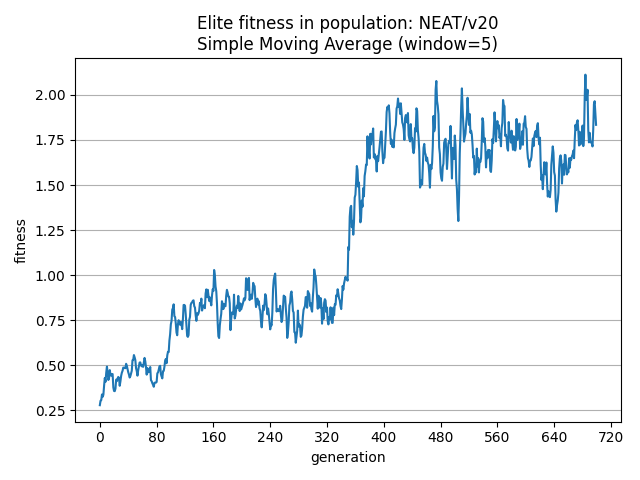 Elite fitness in population: NEAT/v20
Simple Moving Average (window=5)
2.00
1.75
1.50
1.25
1.00
0.75
0.50
0.25
fitness
0 80 160 240 320 400 480 560 640 720
generation